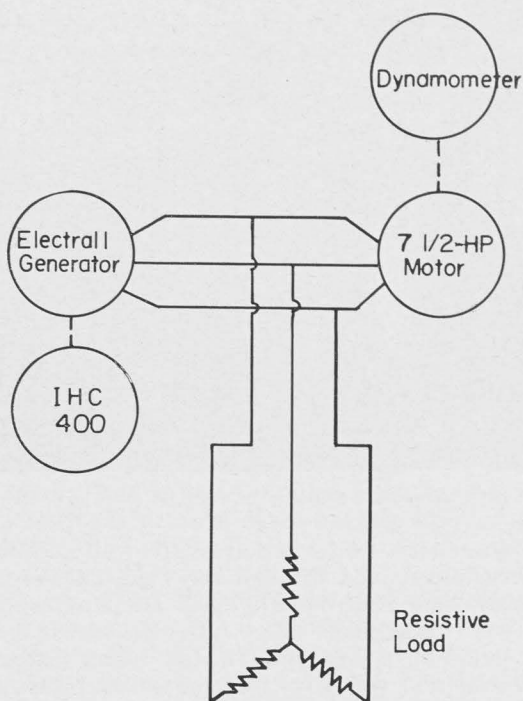 Dynamometer
Electrall
Generator
7 1/2-HP
Motor
IHC
400
Resistive
Load